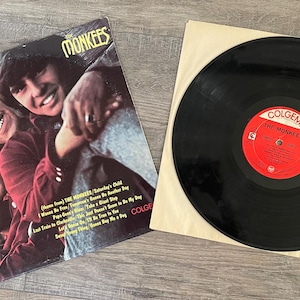 THE
MONKEES
(Theme From) THE MONKEES/Saturday's Child
I Wanna Be Free/Tomorrow's Gonna Be Another Day
Papa Gene's Blues/Take a Giant Step
Last Train to Clarksville/This Just Doesn't Seem to Be My Day
Let's Dance On/I'll Be True to You
Sweet Young Thing/Gonna Buy Me a Dog
COLGE
COLGEMS
THE MONKEES